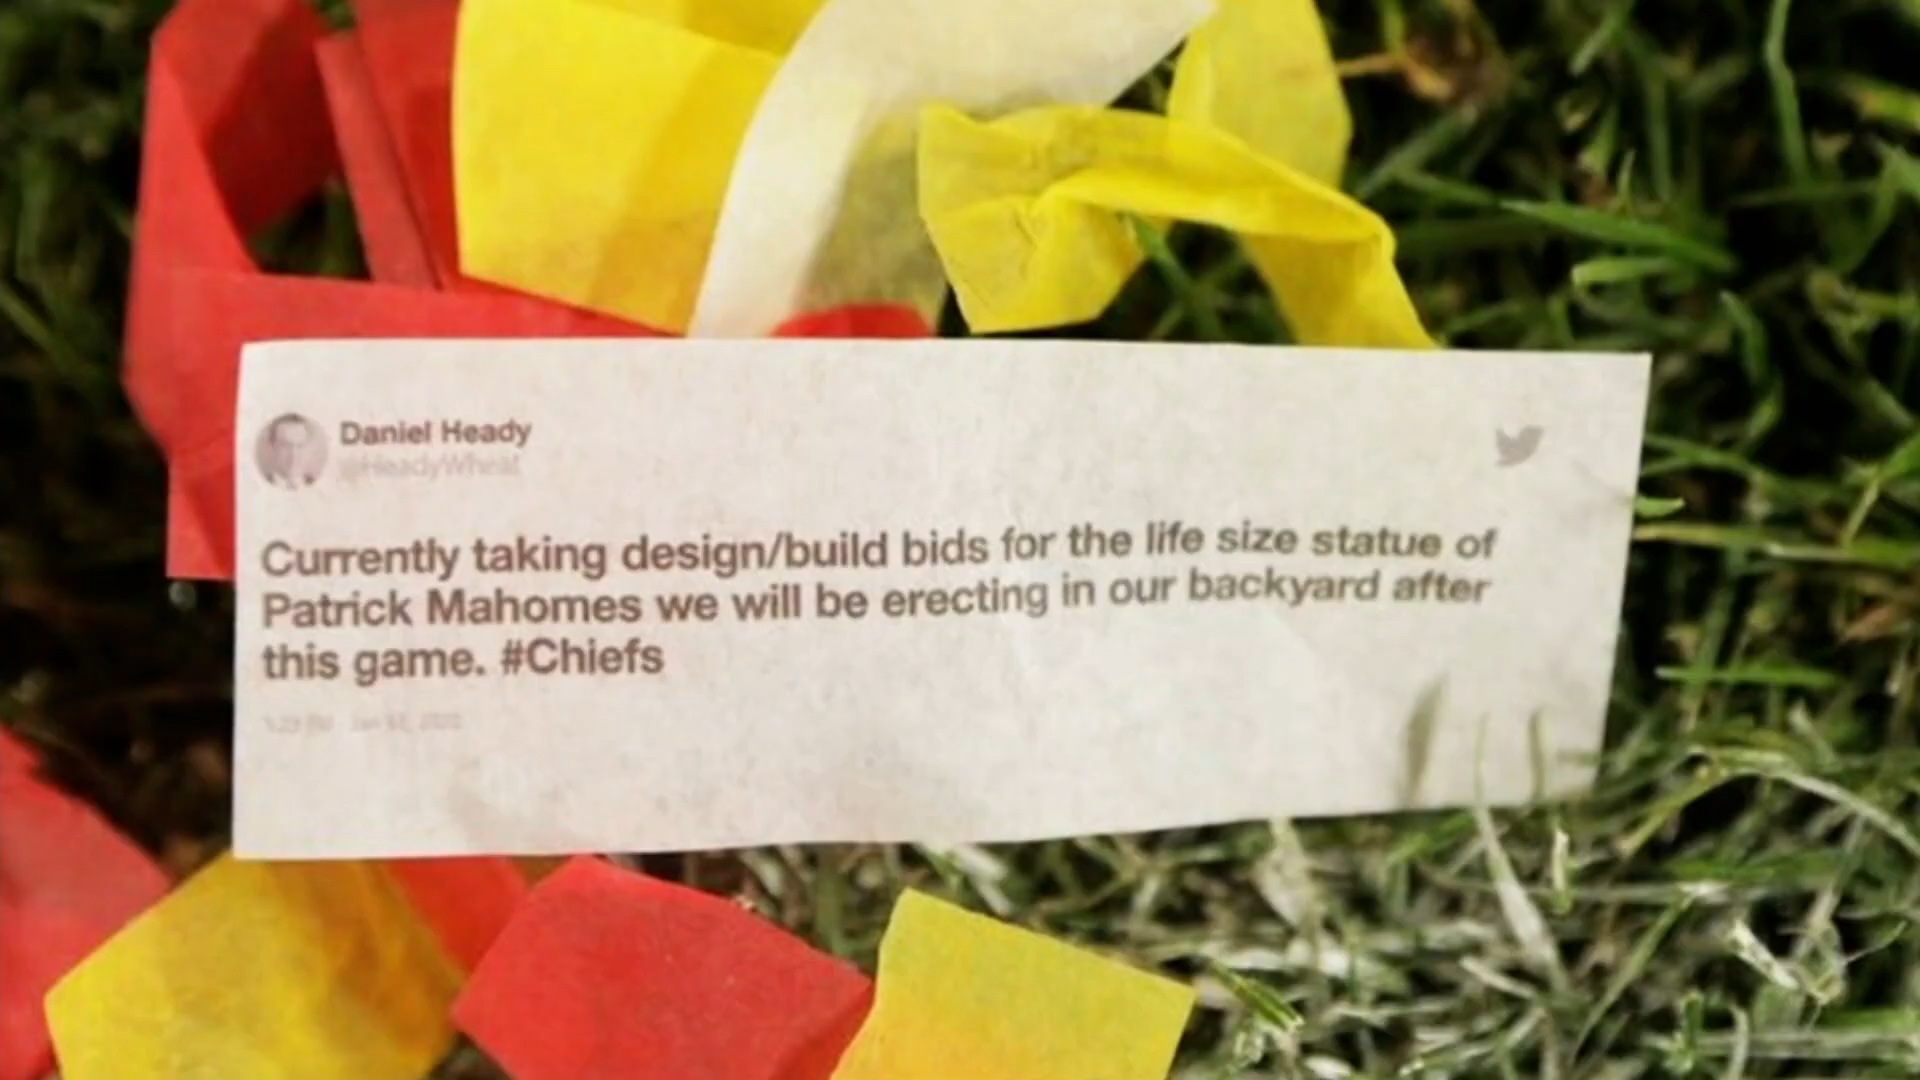 Daniel Heady
@HeadyWheat
Currently taking design/build bids for the life size statue of
Patrick Mahomes we will be erecting in our backyard after
this game. #Chiefs